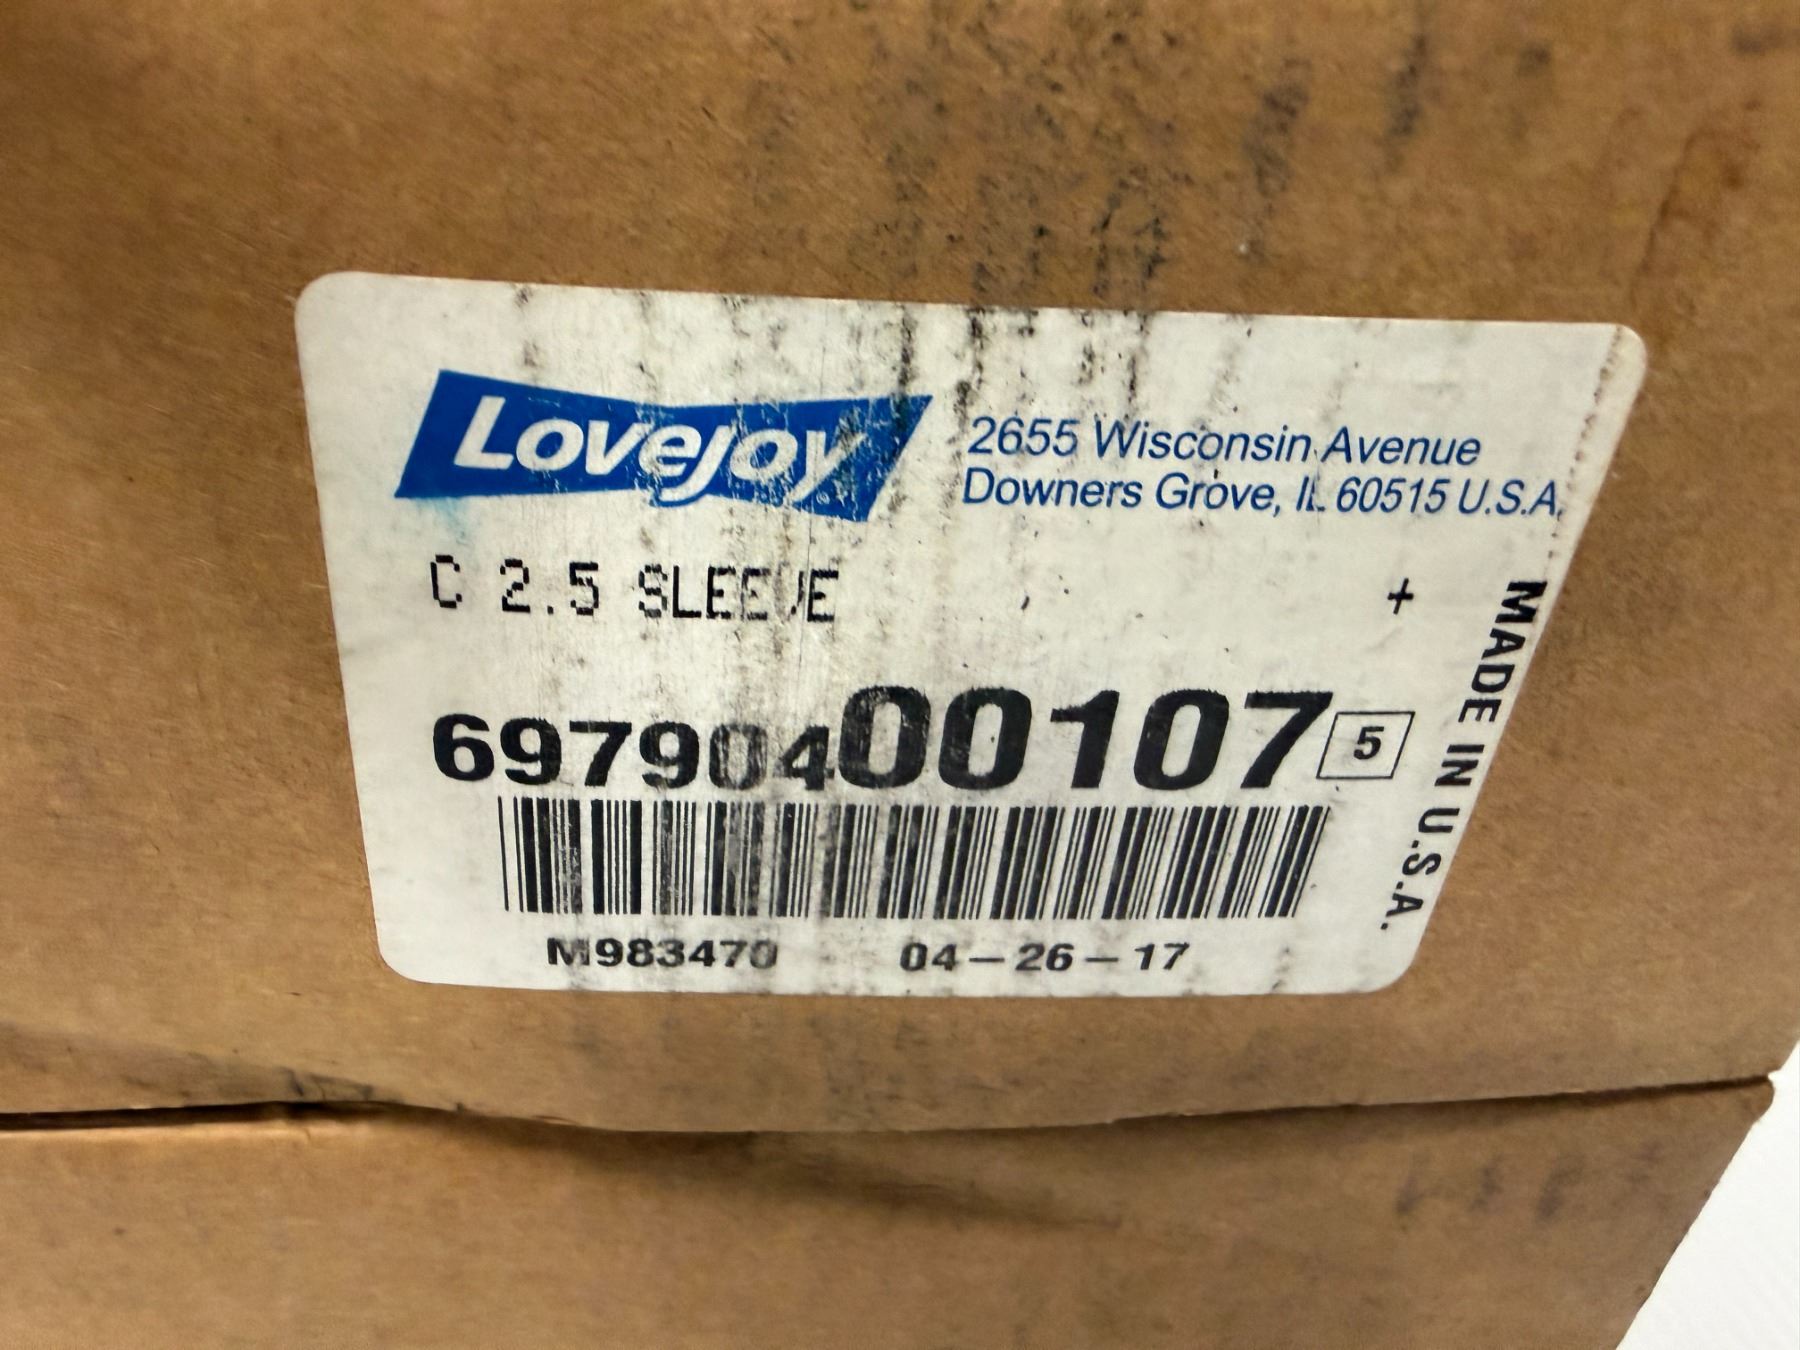 Lovejoy
2655 Wisconsin Avenue
Downers Grove, IL 60515 U.S.A.
C 2.5 SLEEVE +
69790400107 5
M983470 04-26-17
MADE IN U.S.A.